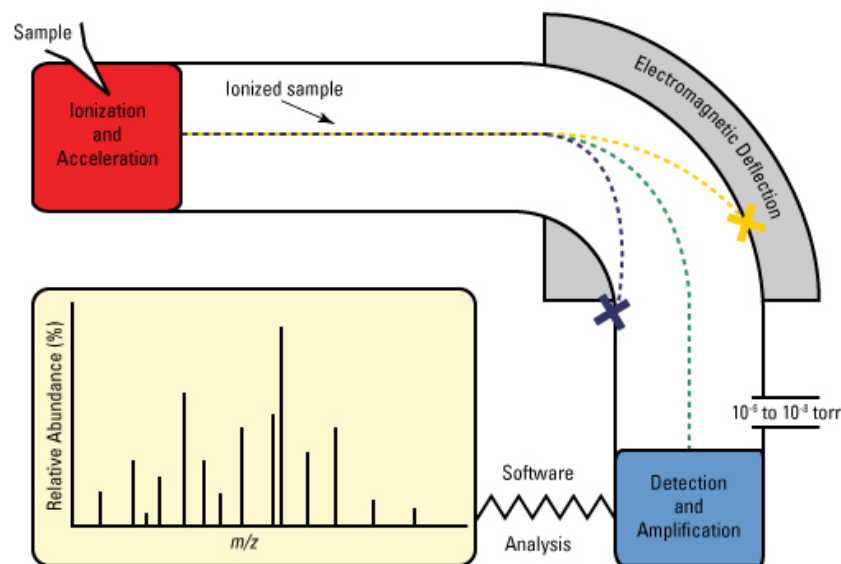 Sample
Ionization
and
Acceleration
Ionized sample
Electromagnetic Deflection
10⁻⁶ to 10⁻⁸ torr
Detection
and
Amplification
Software
Analysis
Relative Abundance (%)
m/z